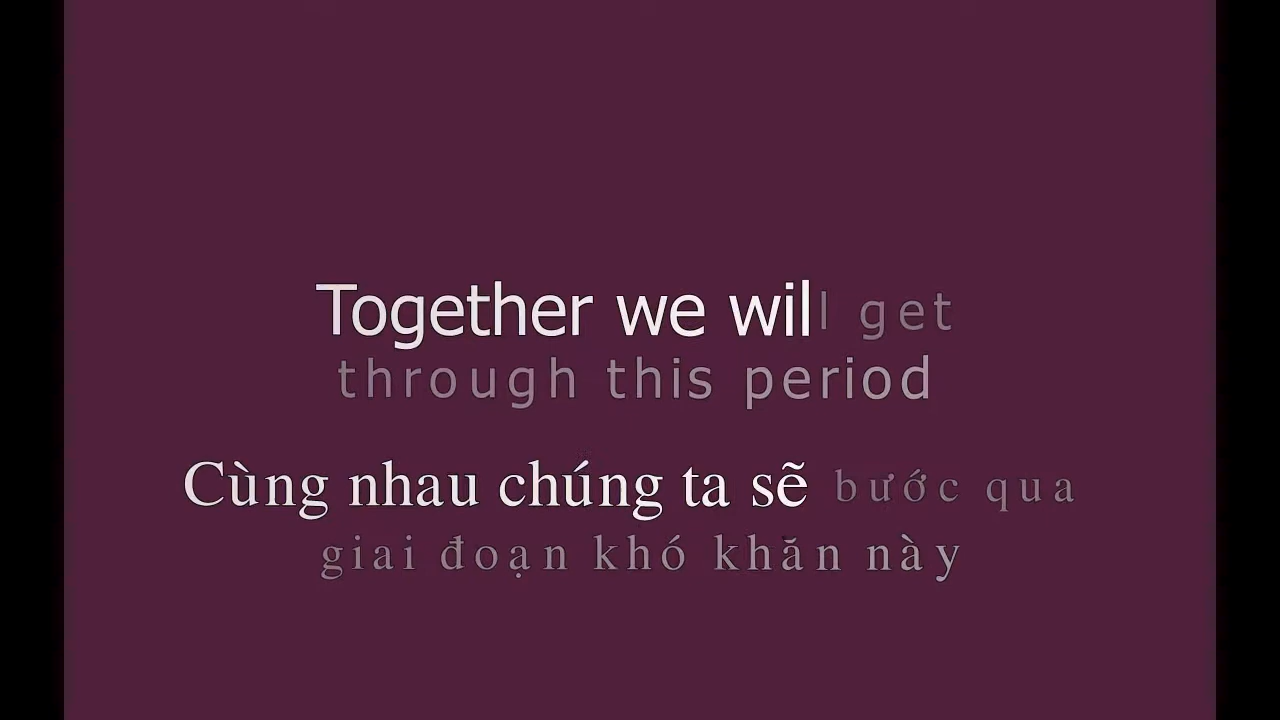 Together we will get
through this period
Cùng nhau chúng ta sẽ bước qua
giai đoạn khó khăn này